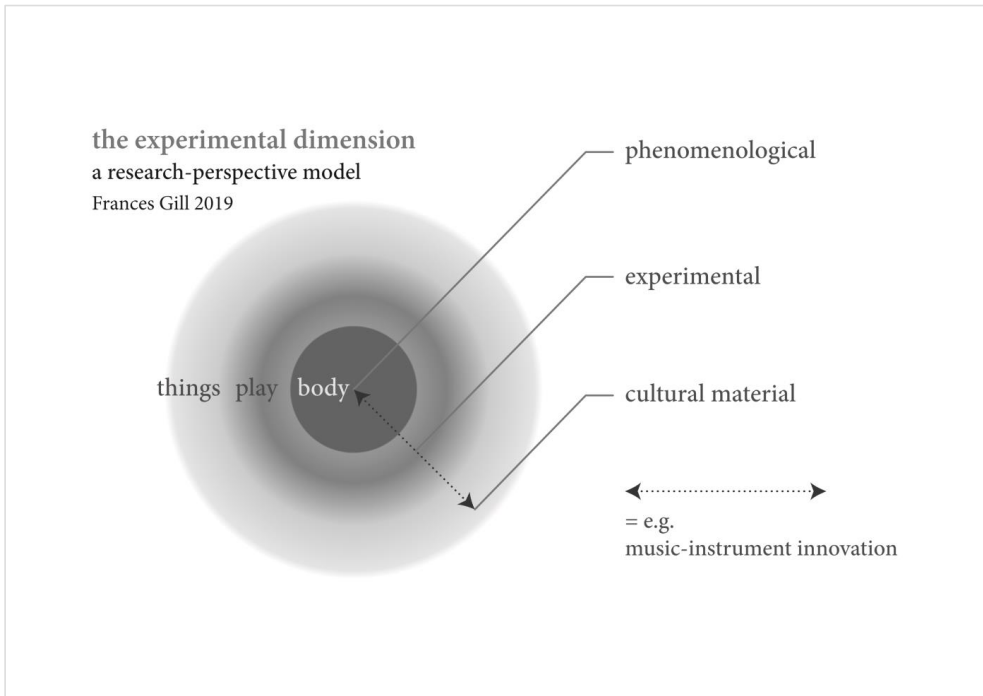 the experimental dimension
a research-perspective model
Frances Gill 2019
phenomenological
experimental
things play body
cultural material
= e.g.
music-instrument innovation